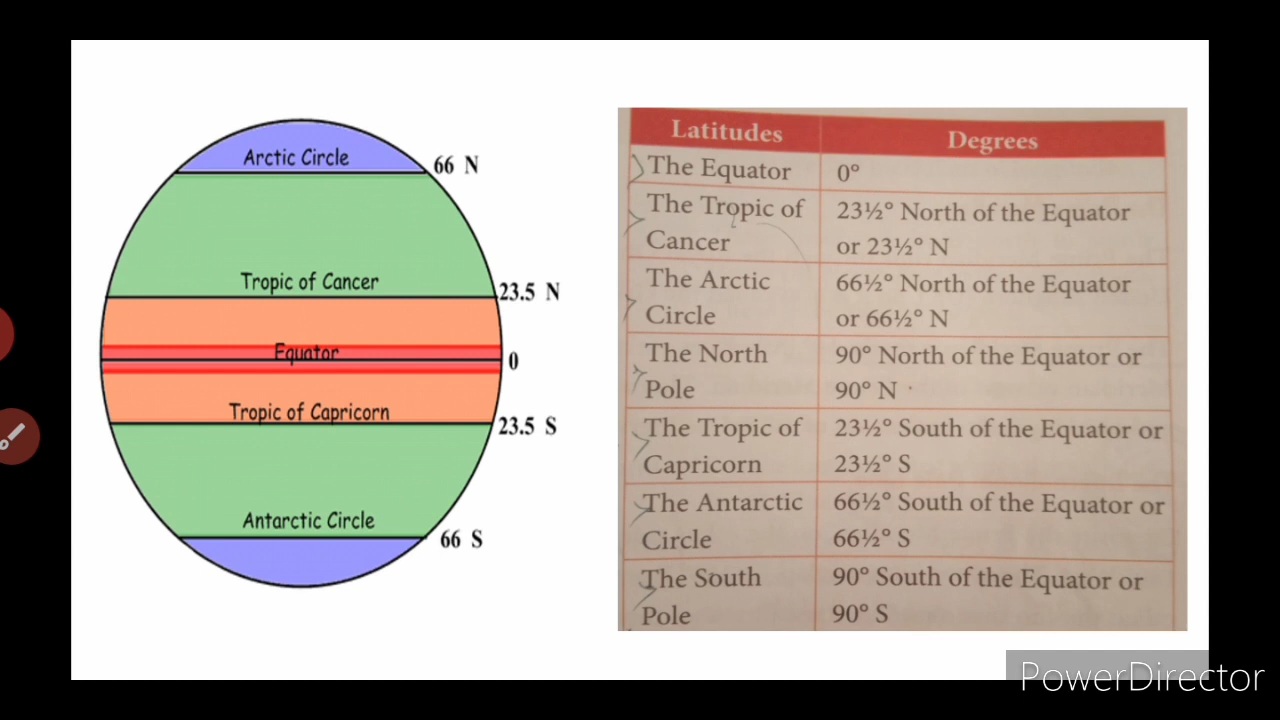 Arctic Circle
66 N
Tropic of Cancer
23.5 N
Equator
0
Tropic of Capricorn
23.5 S
Antarctic Circle
66 S
Latitudes Degrees
The Equator 0°
The Tropic of 23½° North of the Equator
Cancer or 23½° N
The Arctic 66½° North of the Equator
Circle or 66½° N
The North 90° North of the Equator or
Pole 90° N
The Tropic of 23½° South of the Equator or
Capricorn 23½° S
The Antarctic 66½° South of the Equator or
Circle 66½° S
The South 90° South of the Equator or
Pole 90° S
PowerDirector